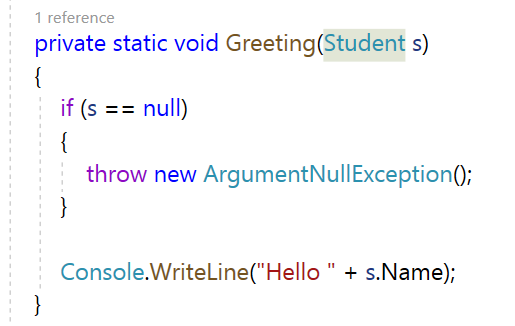 1 reference
private static void Greeting(Student s)
{
if (s == null)
{
throw new ArgumentNullException();
}
Console.WriteLine("Hello " + s.Name);
}